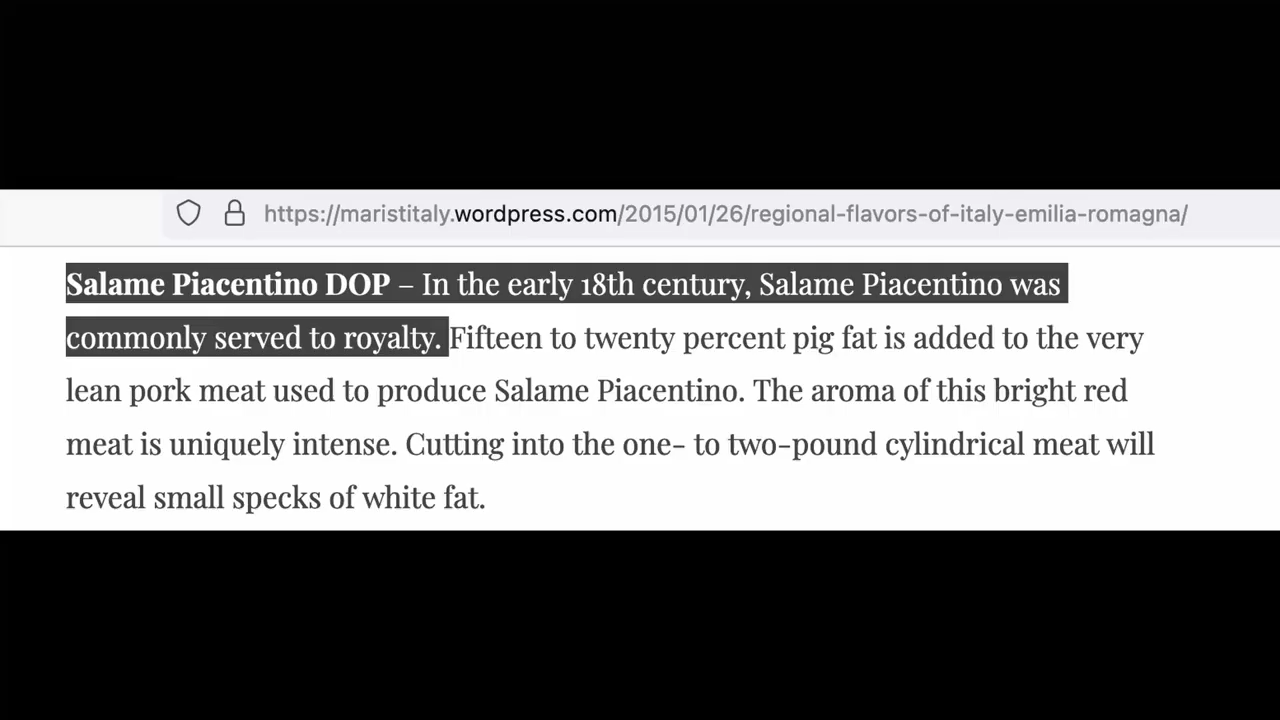 https://maristitaly.wordpress.com/2015/01/26/regional-flavors-of-italy-emilia-romagna/
Salame Piacentino DOP – In the early 18th century, Salame Piacentino was
commonly served to royalty. Fifteen to twenty percent pig fat is added to the very
lean pork meat used to produce Salame Piacentino. The aroma of this bright red
meat is uniquely intense. Cutting into the one- to two-pound cylindrical meat will
reveal small specks of white fat.